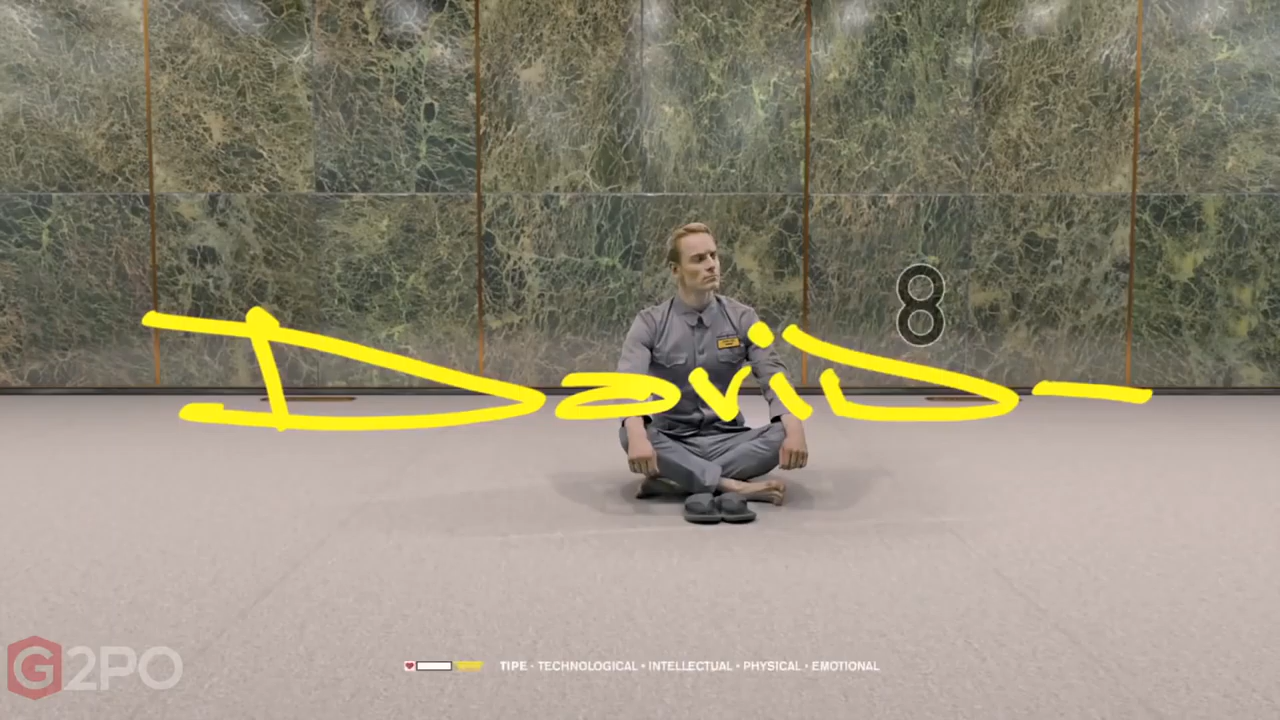 8
DaviD-
TIPE • TECHNOLOGICAL • INTELLECTUAL • PHYSICAL • EMOTIONAL
G2PO